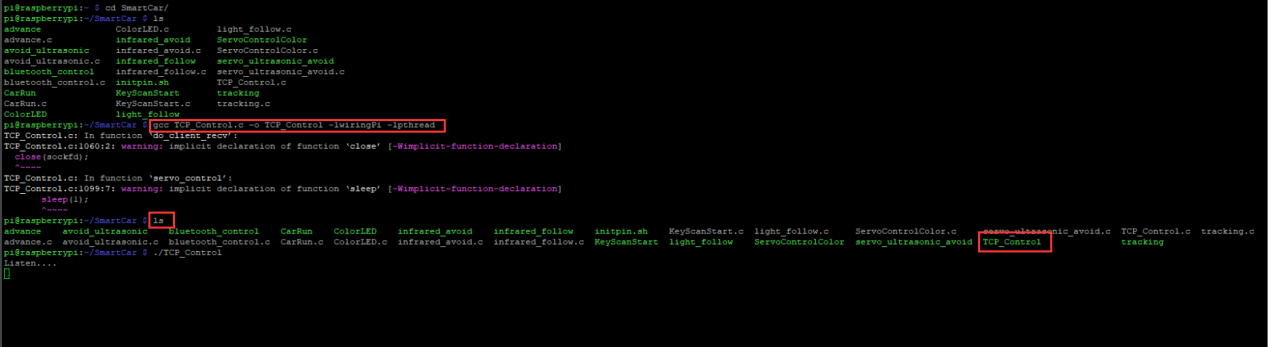 pi@raspberrypi:~ $ cd SmartCar/
pi@raspberrypi:~/SmartCar $ ls
advance ColorLED.c light_follow.c
advance.c infrared_avoid ServoControlColor
avoid_ultrasonic infrared_avoid.c ServoControlColor.c
avoid_ultrasonic.c infrared_follow servo_ultrasonic_avoid
bluetooth_control infrared_follow.c servo_ultrasonic_avoid.c
bluetooth_control.c initpin.sh TCP_Control.c
CarRun KeyScanStart tracking
CarRun.c KeyScanStart.c tracking.c
ColorLED light_follow
pi@raspberrypi:~/SmartCar $ gcc TCP_Control.c -o TCP_Control -lwiringPi -lpthread
TCP_Control.c: In function ‘do_client_recv’:
TCP_Control.c:1060:2: warning: implicit declaration of function ‘close’ [-Wimplicit-function-declaration]
close(sockfd);
^~~~~
TCP_Control.c: In function ‘servo_control’:
TCP_Control.c:1099:7: warning: implicit declaration of function ‘sleep’ [-Wimplicit-function-declaration]
sleep(1);
^~~~~
pi@raspberrypi:~/SmartCar $ ls
advance avoid_ultrasonic bluetooth_control CarRun ColorLED infrared_avoid infrared_follow initpin.sh KeyScanStart.c light_follow.c ServoControlColor.c servo_ultrasonic_avoid.c TCP_Control.c tracking.c
advance.c avoid_ultrasonic.c bluetooth_control.c CarRun.c ColorLED.c infrared_avoid.c infrared_follow.c KeyScanStart light_follow ServoControlColor servo_ultrasonic_avoid TCP_Control tracking
pi@raspberrypi:~/SmartCar $ ./TCP_Control
Listen....